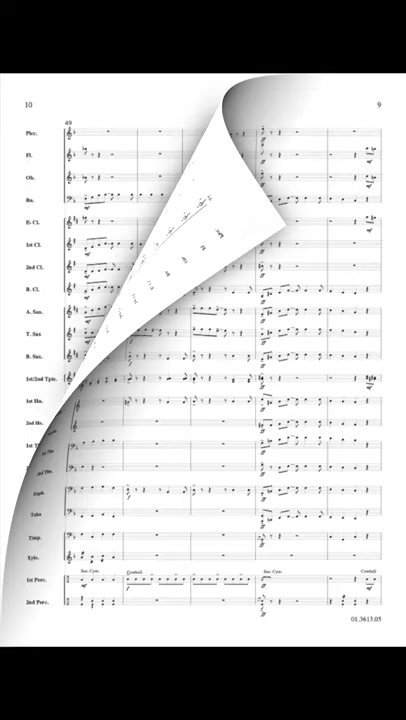 10 9
49
Picc.
Fl.
Ob.
Bn.
E♭ Cl.
1st Cl.
2nd Cl.
B. Cl.
A. Sax.
T. Sax
B. Sax.
1st/2nd Tpts.
1st Hn.
2nd Hn.
1st
Euph.
Tuba
Timp.
Xylo.
Sus. Cym. Cowbell Sus. Cym. Cowbell
1st Perc.
2nd Perc.
01.3613.05